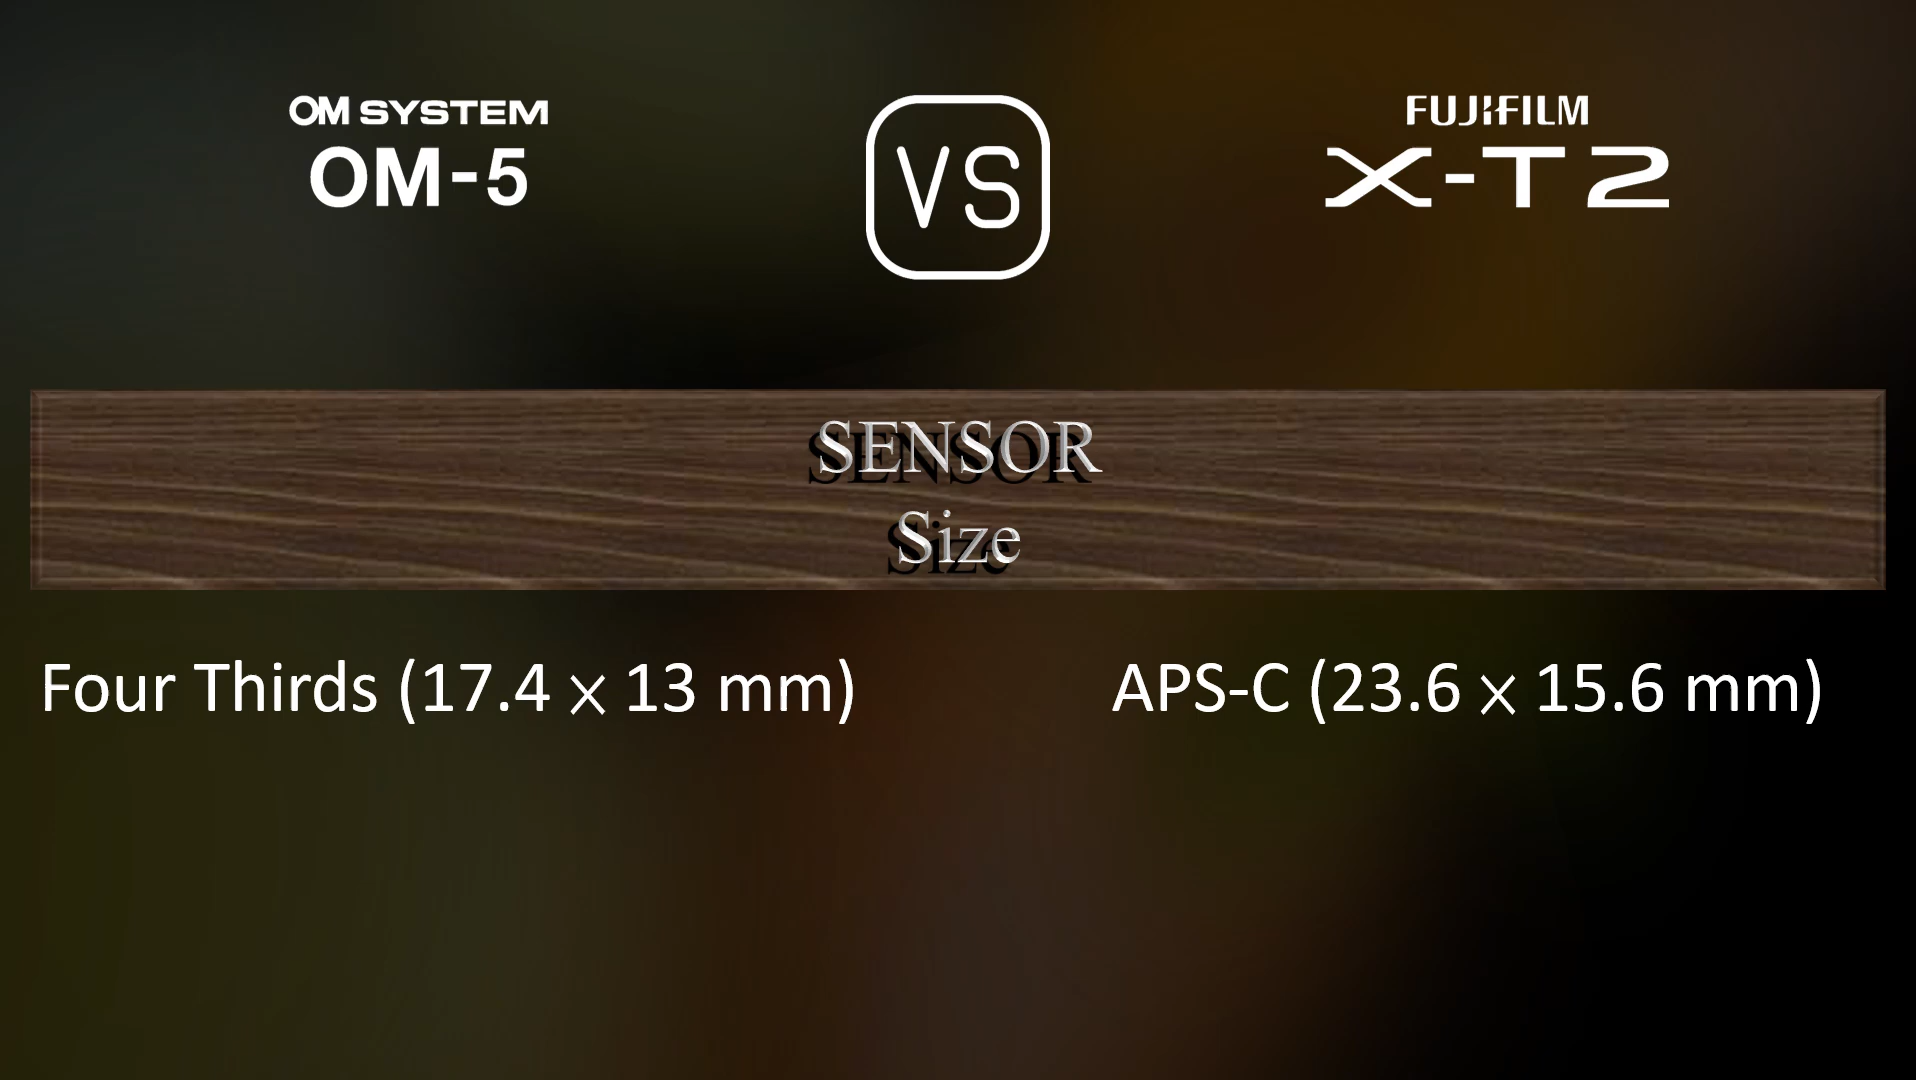 OM SYSTEM
OM-5
VS
FUJIFILM
X-T2
SENSOR
Size
Four Thirds (17.4 x 13 mm)
APS-C (23.6 x 15.6 mm)